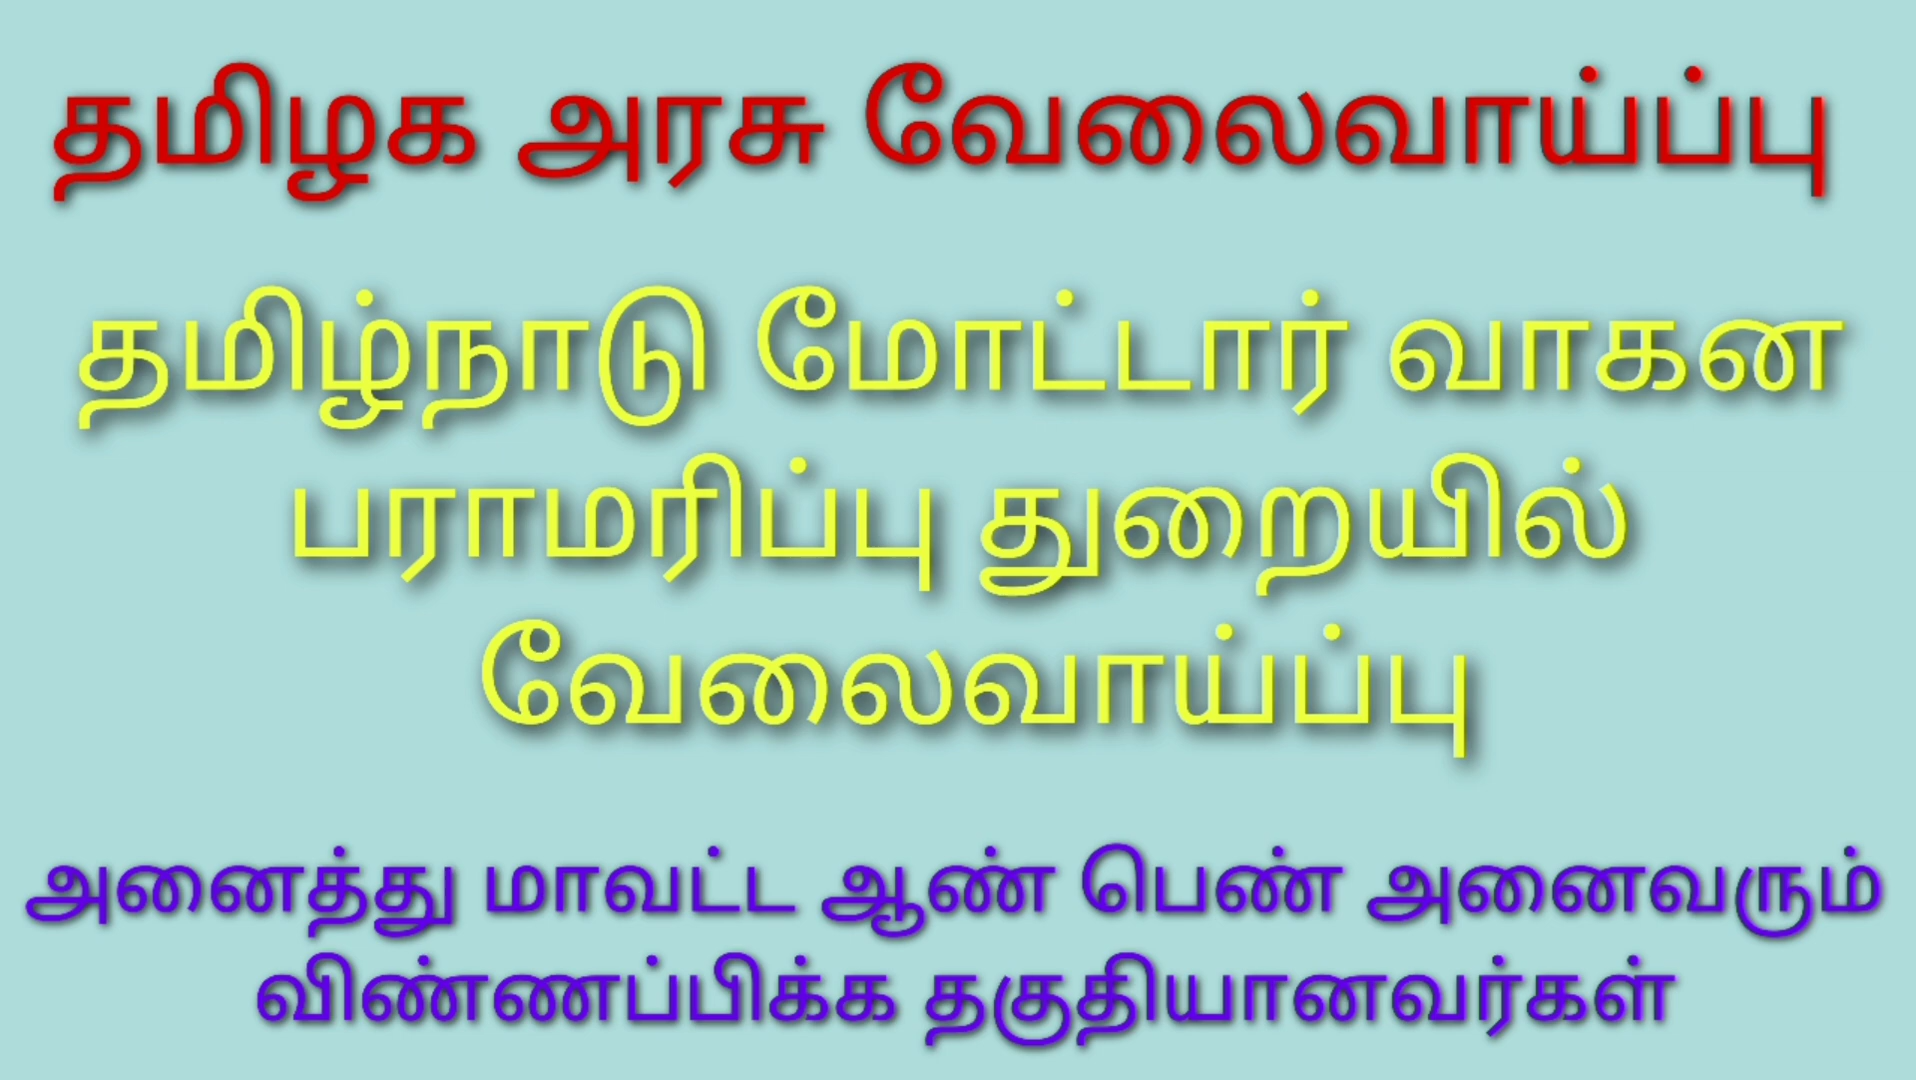 தமிழக அரசு வேலைவாய்ப்பு
தமிழ்நாடு மோட்டார் வாகன
பராமரிப்பு துறையில்
வேலைவாய்ப்பு
அனைத்து மாவட்ட ஆண் பெண் அனைவரும்
விண்ணப்பிக்க தகுதியானவர்கள்